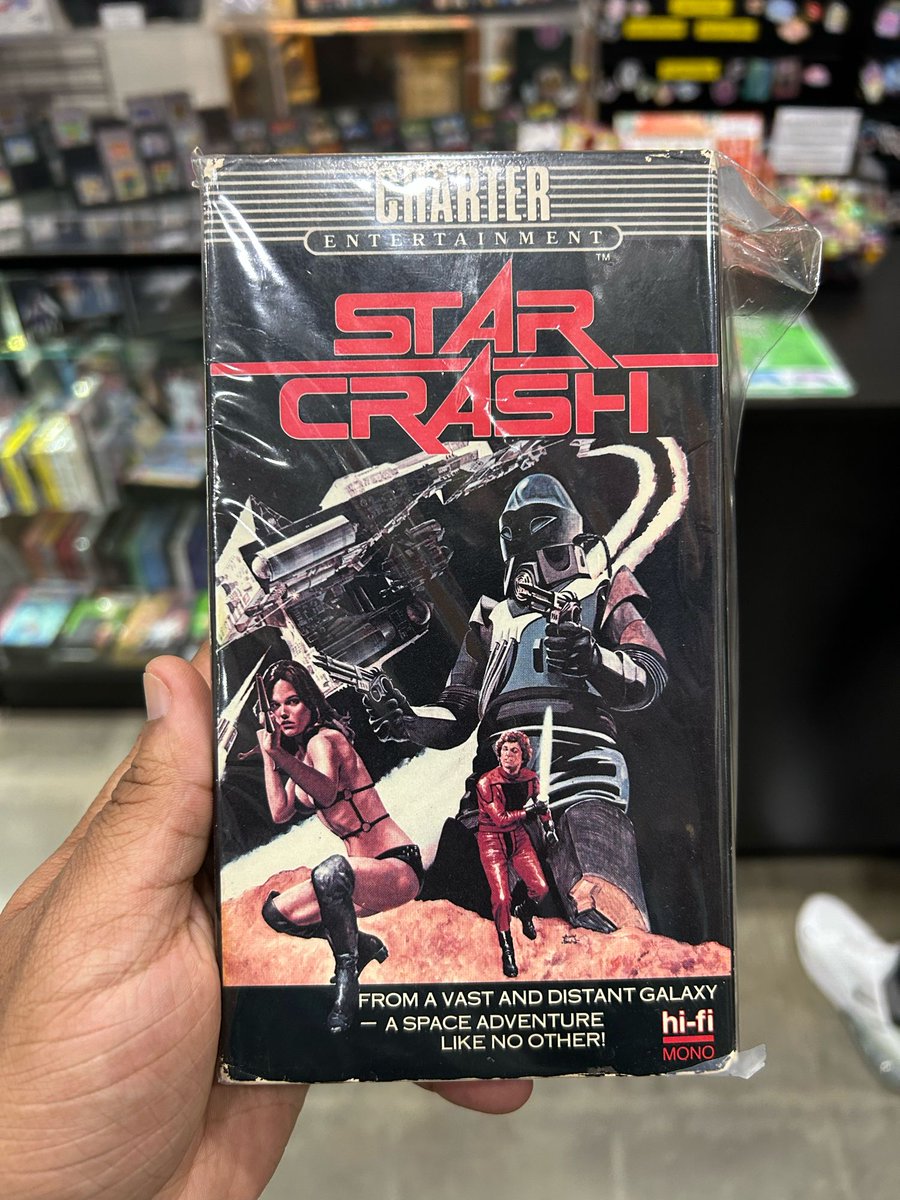 CHARTER
ENTERTAINMENT
™
STAR
CRASH
FROM A VAST AND DISTANT GALAXY
— A SPACE ADVENTURE
LIKE NO OTHER!
hi-fi
MONO